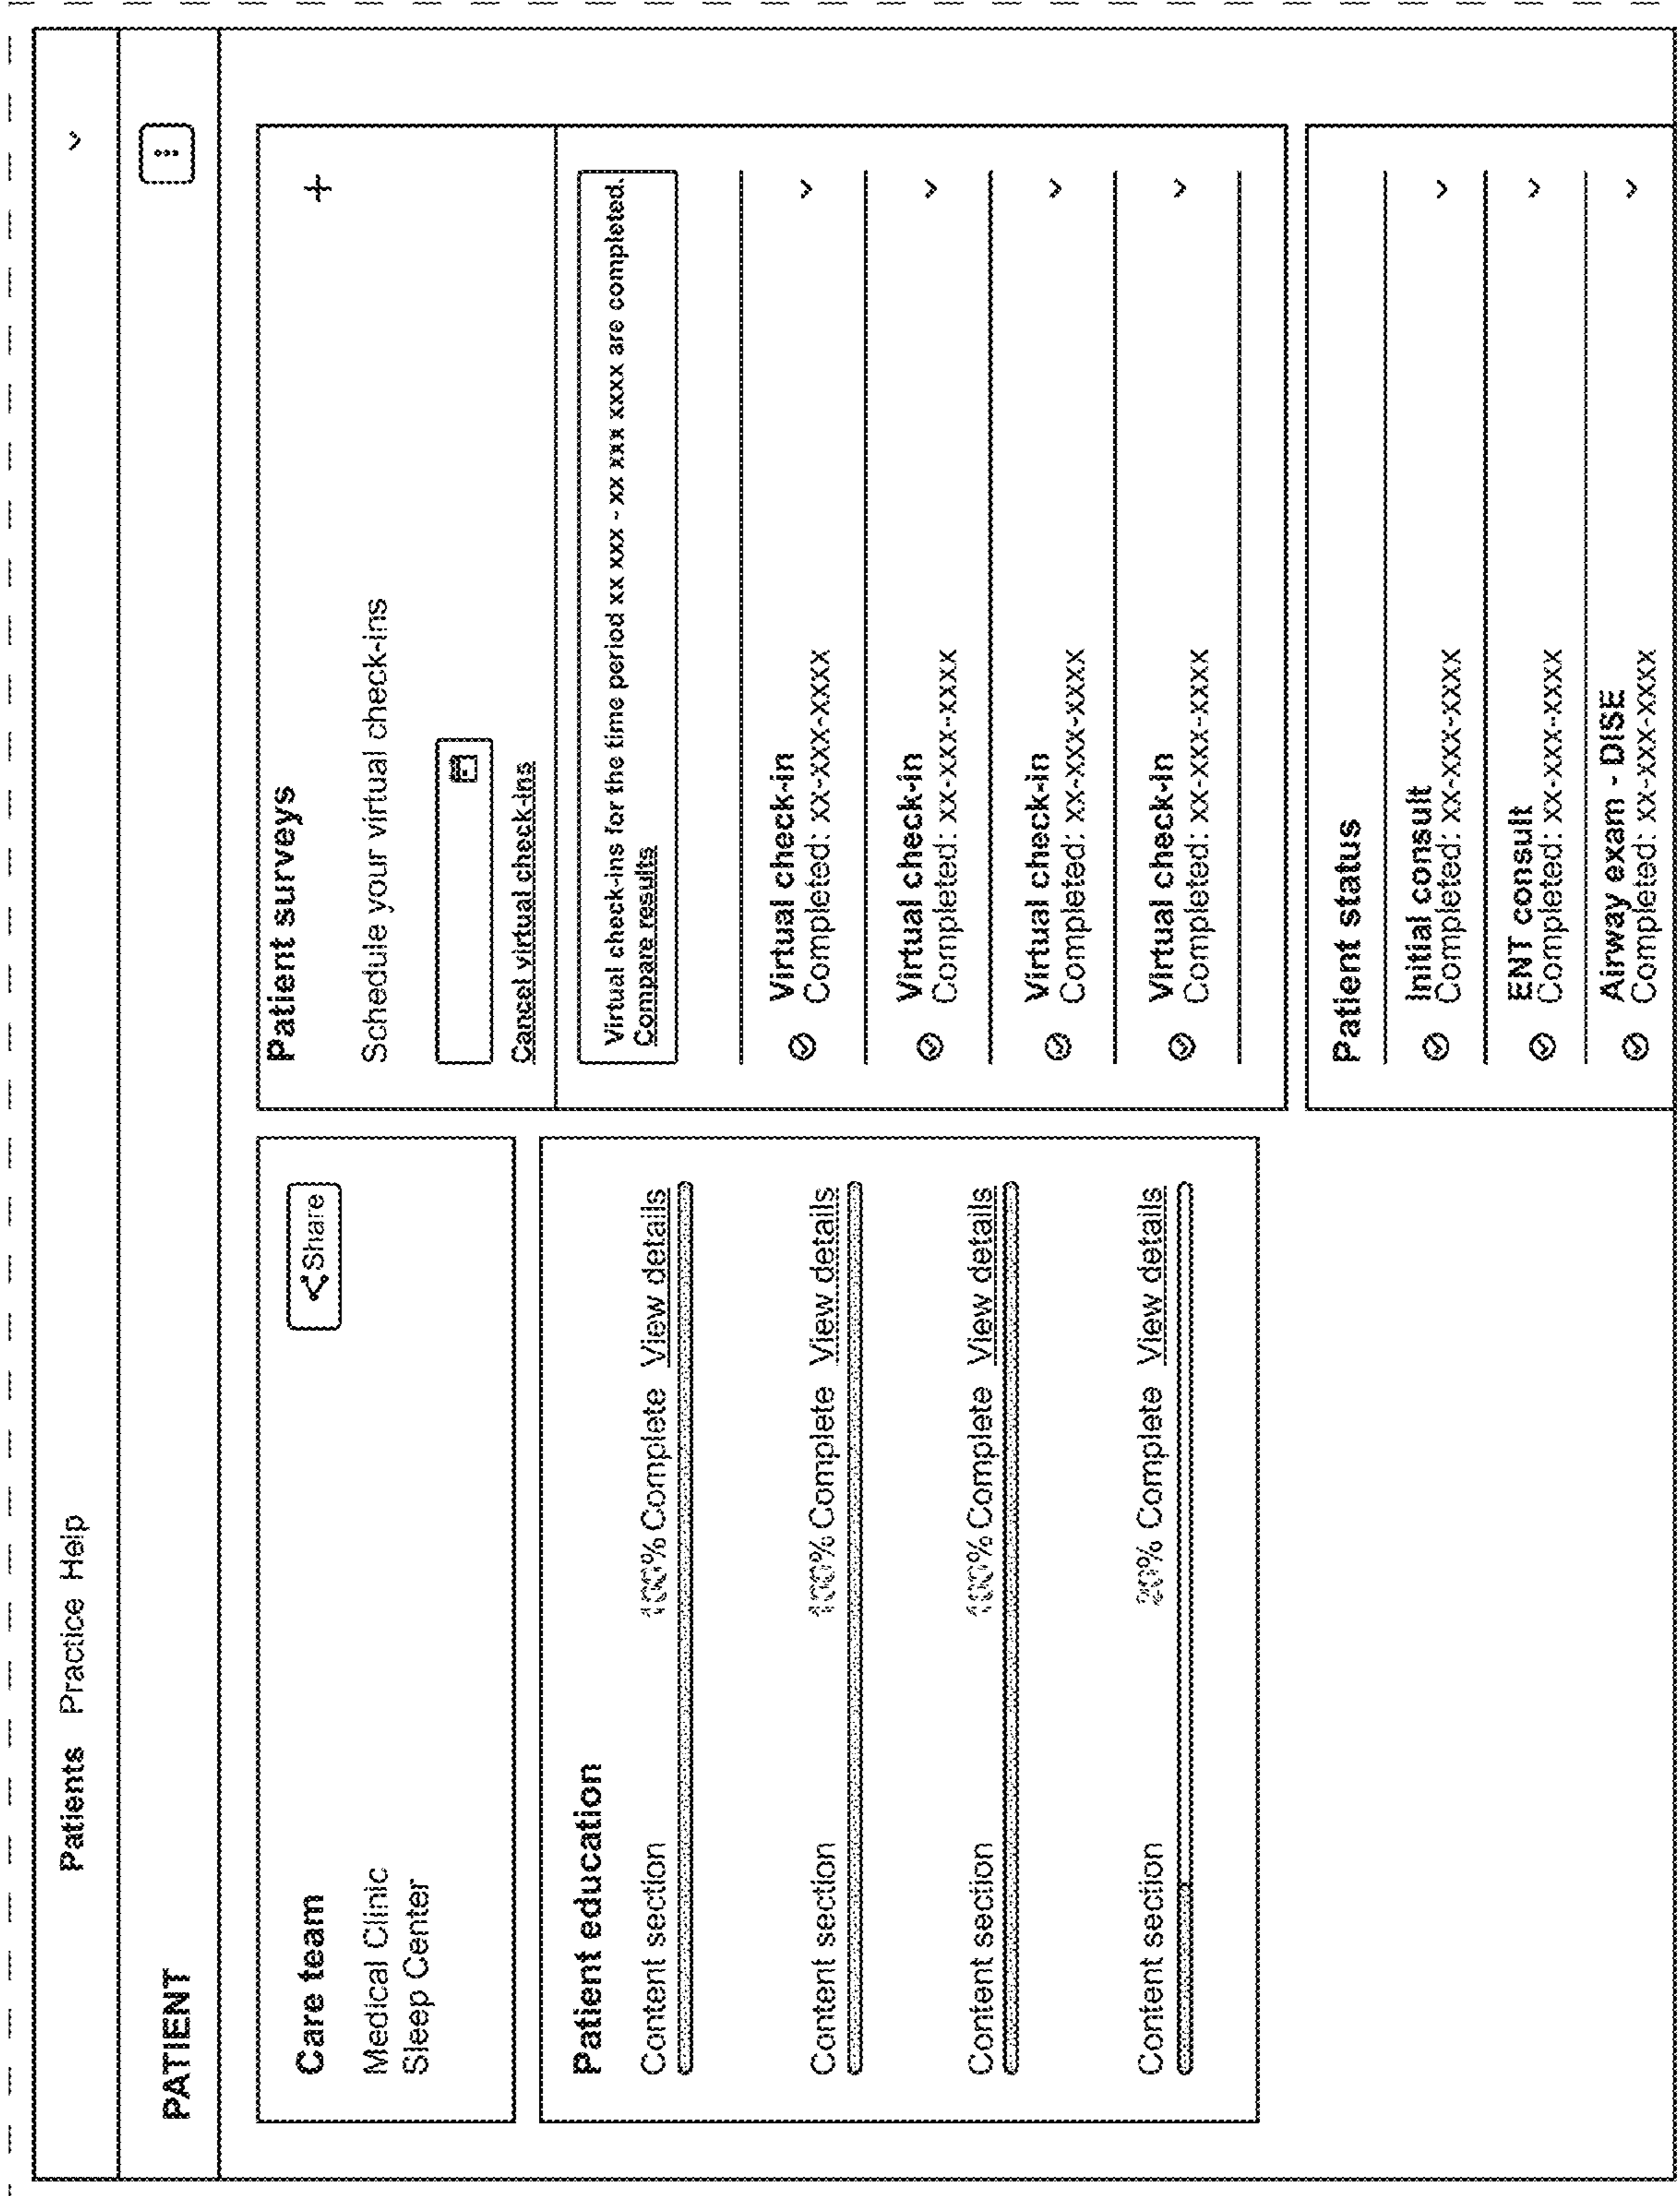 Patients Practice Help
PATIENT
Care team
Share
Medical Clinic
Sleep Center
Patient education
Content section 100% Complete View details
Content section 100% Complete View details
Content section 100% Complete View details
Content section 20% Complete View details
Patient surveys
Schedule your virtual check-ins
Cancel virtual check-ins
Virtual check-ins for the time period xx xxx - xx xxx xxxx are completed.
Compare results
Virtual check-in
Completed: xx-xxx-xxxx
Virtual check-in
Completed: xx-xxx-xxxx
Virtual check-in
Completed: xx-xxx-xxxx
Virtual check-in
Completed: xx-xxx-xxxx
Patient status
Initial consult
Completed: xx-xxx-xxxx
ENT consult
Completed: xx-xxx-xxxx
Airway exam - DISE
Completed: xx-xxx-xxxx